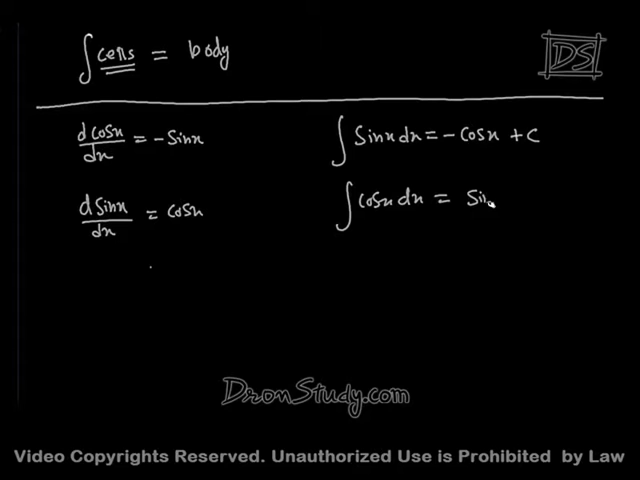 ∫ cells = body
DS
d cosx/dx = - sinx
∫ sinx dx = - cosx + c
d sinx/dx = cosx
∫ cosx dx = sin
DronStudy.com
Video Copyrights Reserved. Unauthorized Use is Prohibited by Law